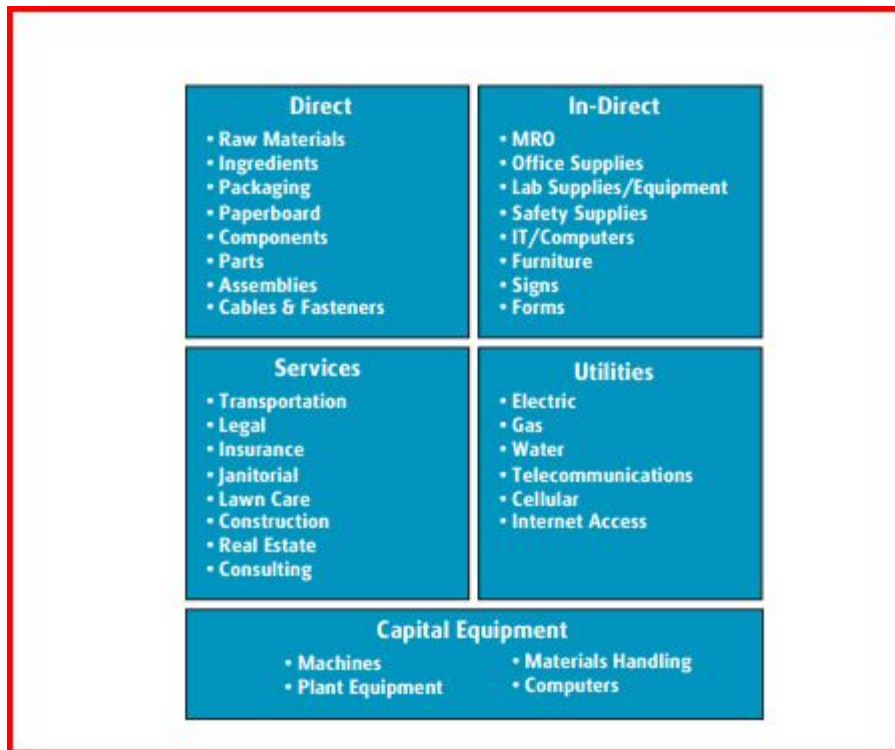 Direct
• Raw Materials
• Ingredients
• Packaging
• Paperboard
• Components
• Parts
• Assemblies
• Cables & Fasteners
In-Direct
• MRO
• Office Supplies
• Lab Supplies/Equipment
• Safety Supplies
• IT/Computers
• Furniture
• Signs
• Forms
Services
• Transportation
• Legal
• Insurance
• Janitorial
• Lawn Care
• Construction
• Real Estate
• Consulting
Utilities
• Electric
• Gas
• Water
• Telecommunications
• Cellular
• Internet Access
Capital Equipment
• Machines
• Plant Equipment
• Materials Handling
• Computers